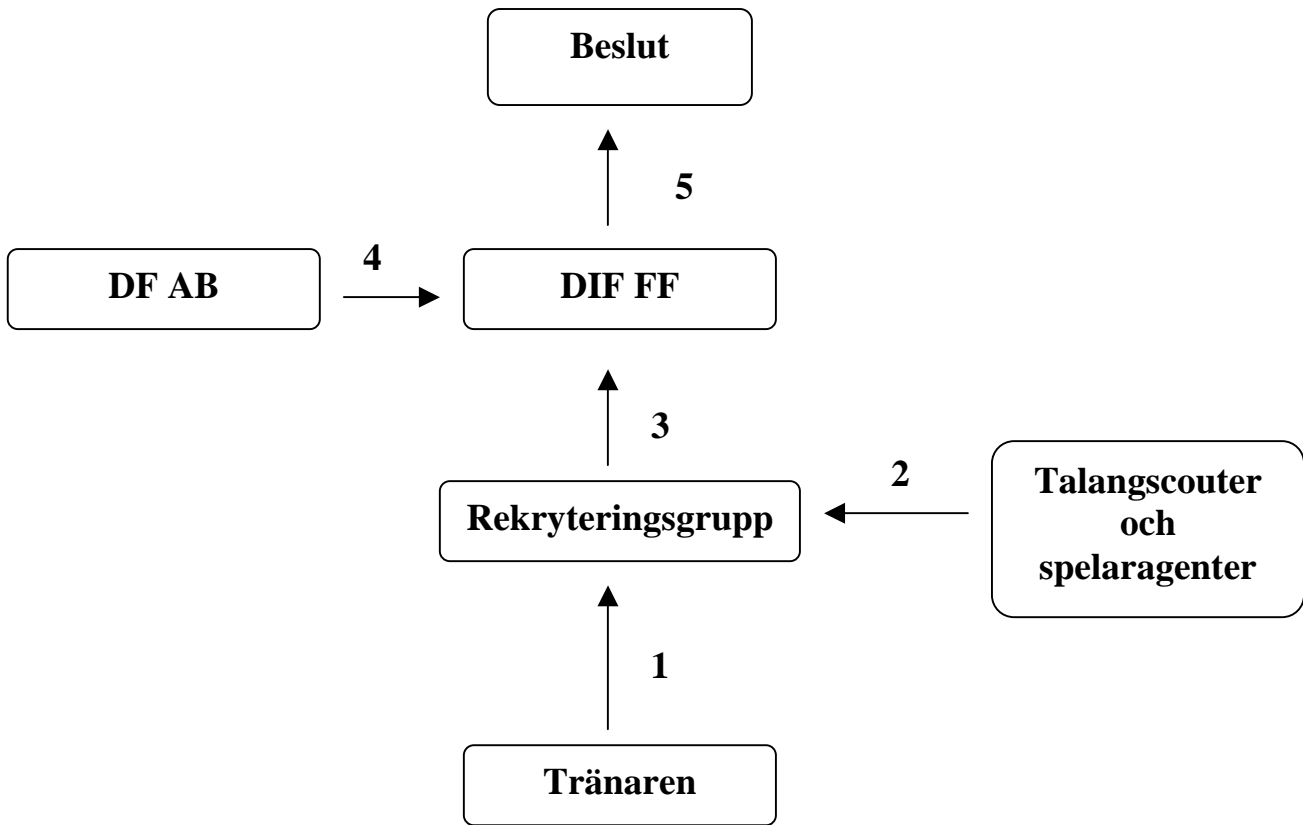 Beslut
5
DF AB
4
DIF FF
3
2
Rekryteringsgrupp
Talangscouter
och
spelaragenter
1
Tränaren